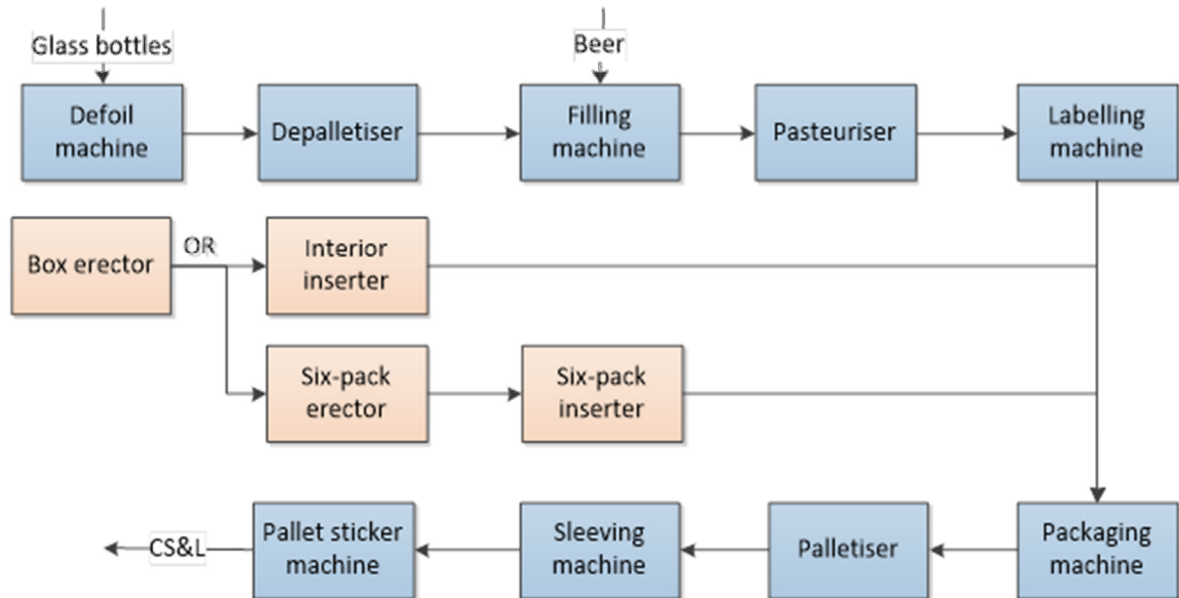 Glass bottles
Beer
Defoil
machine
Depalletiser
Filling
machine
Pasteuriser
Labelling
machine
Box erector
OR
Interior
inserter
Six-pack
erector
Six-pack
inserter
CS&L
Pallet sticker
machine
Sleeving
machine
Palletiser
Packaging
machine